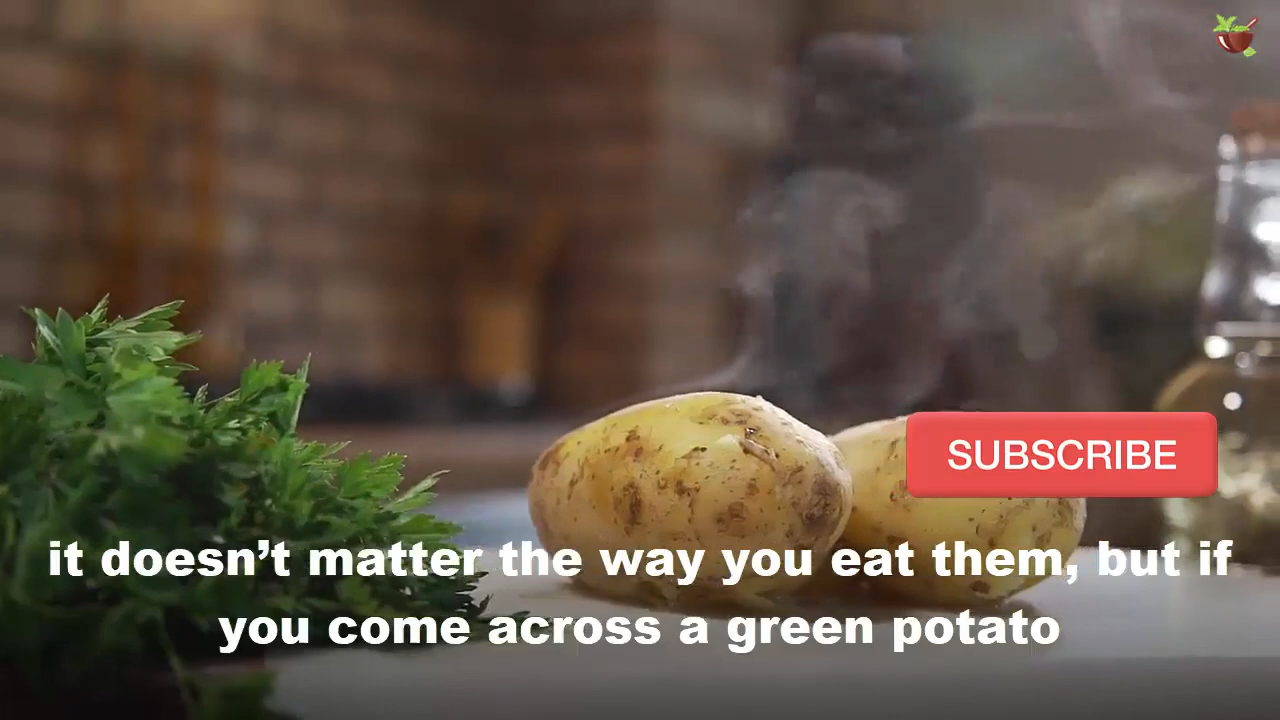 SUBSCRIBE
it doesn’t matter the way you eat them, but if
you come across a green potato